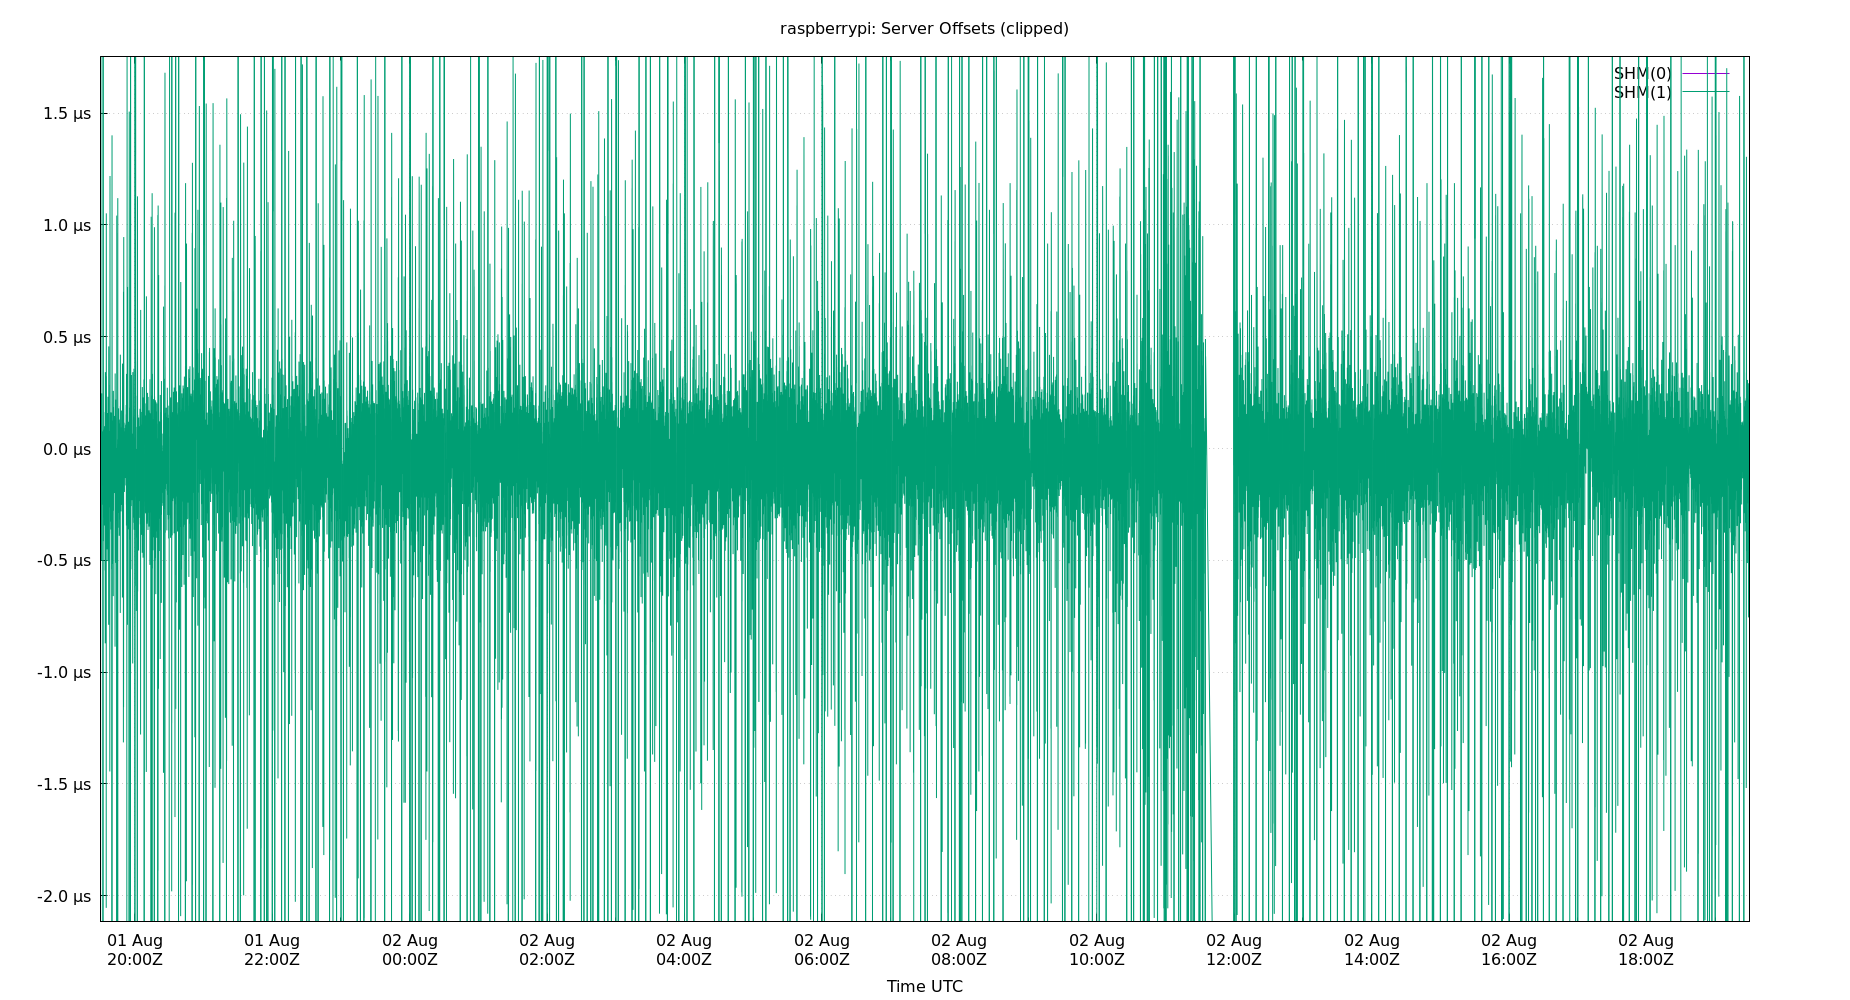 raspberrypi: Server Offsets (clipped)
SHM(0)
SHM(1)
1.5 µs
1.0 µs
0.5 µs
0.0 µs
-0.5 µs
-1.0 µs
-1.5 µs
-2.0 µs
01 Aug 01 Aug 02 Aug 02 Aug 02 Aug 02 Aug 02 Aug 02 Aug 02 Aug 02 Aug 02 Aug 02 Aug
20:00Z 22:00Z 00:00Z 02:00Z 04:00Z 06:00Z 08:00Z 10:00Z 12:00Z 14:00Z 16:00Z 18:00Z
Time UTC